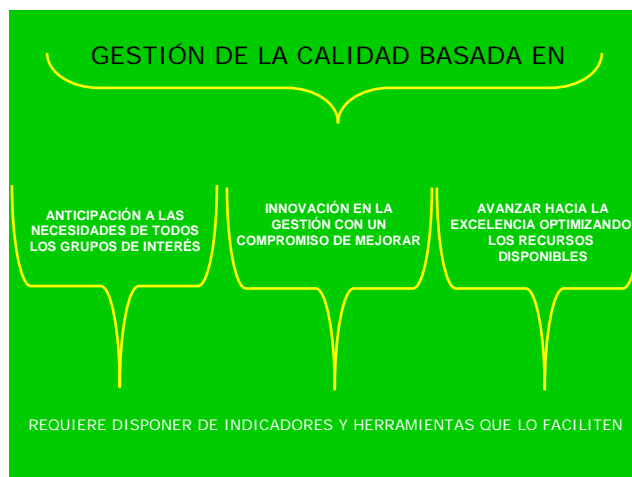 GESTIÓN DE LA CALIDAD BASADA EN
ANTICIPACIÓN A LAS
NECESIDADES DE TODOS
LOS GRUPOS DE INTERÉS
INNOVACIÓN EN LA
GESTIÓN CON UN
COMPROMISO DE MEJORAR
AVANZAR HACIA LA
EXCELENCIA OPTIMIZANDO
LOS RECURSOS
DISPONIBLES
REQUIERE DISPONER DE INDICADORES Y HERRAMIENTAS QUE LO FACILITEN